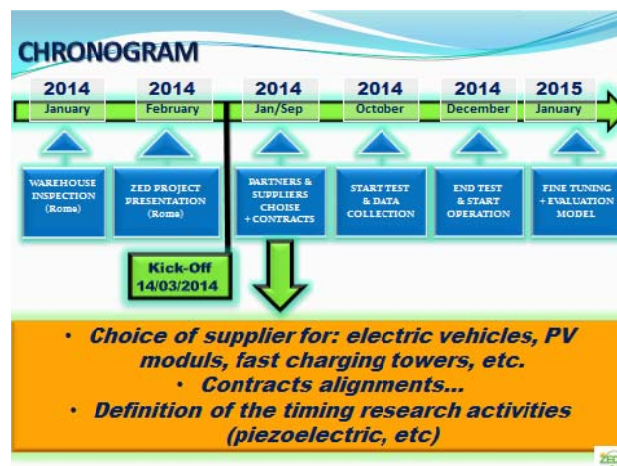 CHRONOGRAM
2014
January
2014
February
2014
Jan/Sep
2014
October
2014
December
2015
January
WAREHOUSE
INSPECTION
(Rome)
ZED PROJECT
PRESENTATION
(Rome)
PARTNERS &
SUPPLIERS
CHOISE
+ CONTRACTS
START TEST
& DATA
COLLECTION
END TEST
& START
OPERATION
FINE TUNING
+ EVALUATION
MODEL
Kick-Off
14/03/2014
• Choice of supplier for: electric vehicles, PV
moduls, fast charging towers, etc.
• Contracts alignments...
• Definition of the timing research activities
(piezoelectric, etc)
ZED